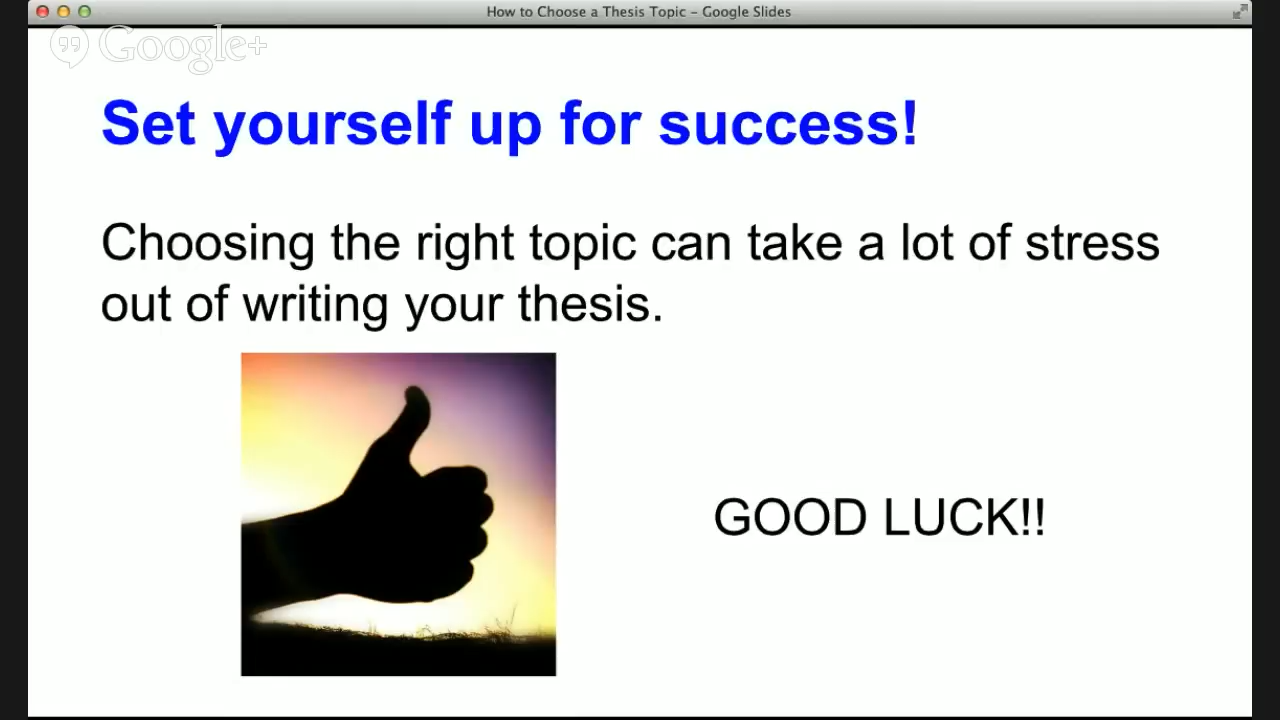 How to Choose a Thesis Topic – Google Slides
Google+
Set yourself up for success!
Choosing the right topic can take a lot of stress
out of writing your thesis.
GOOD LUCK!!